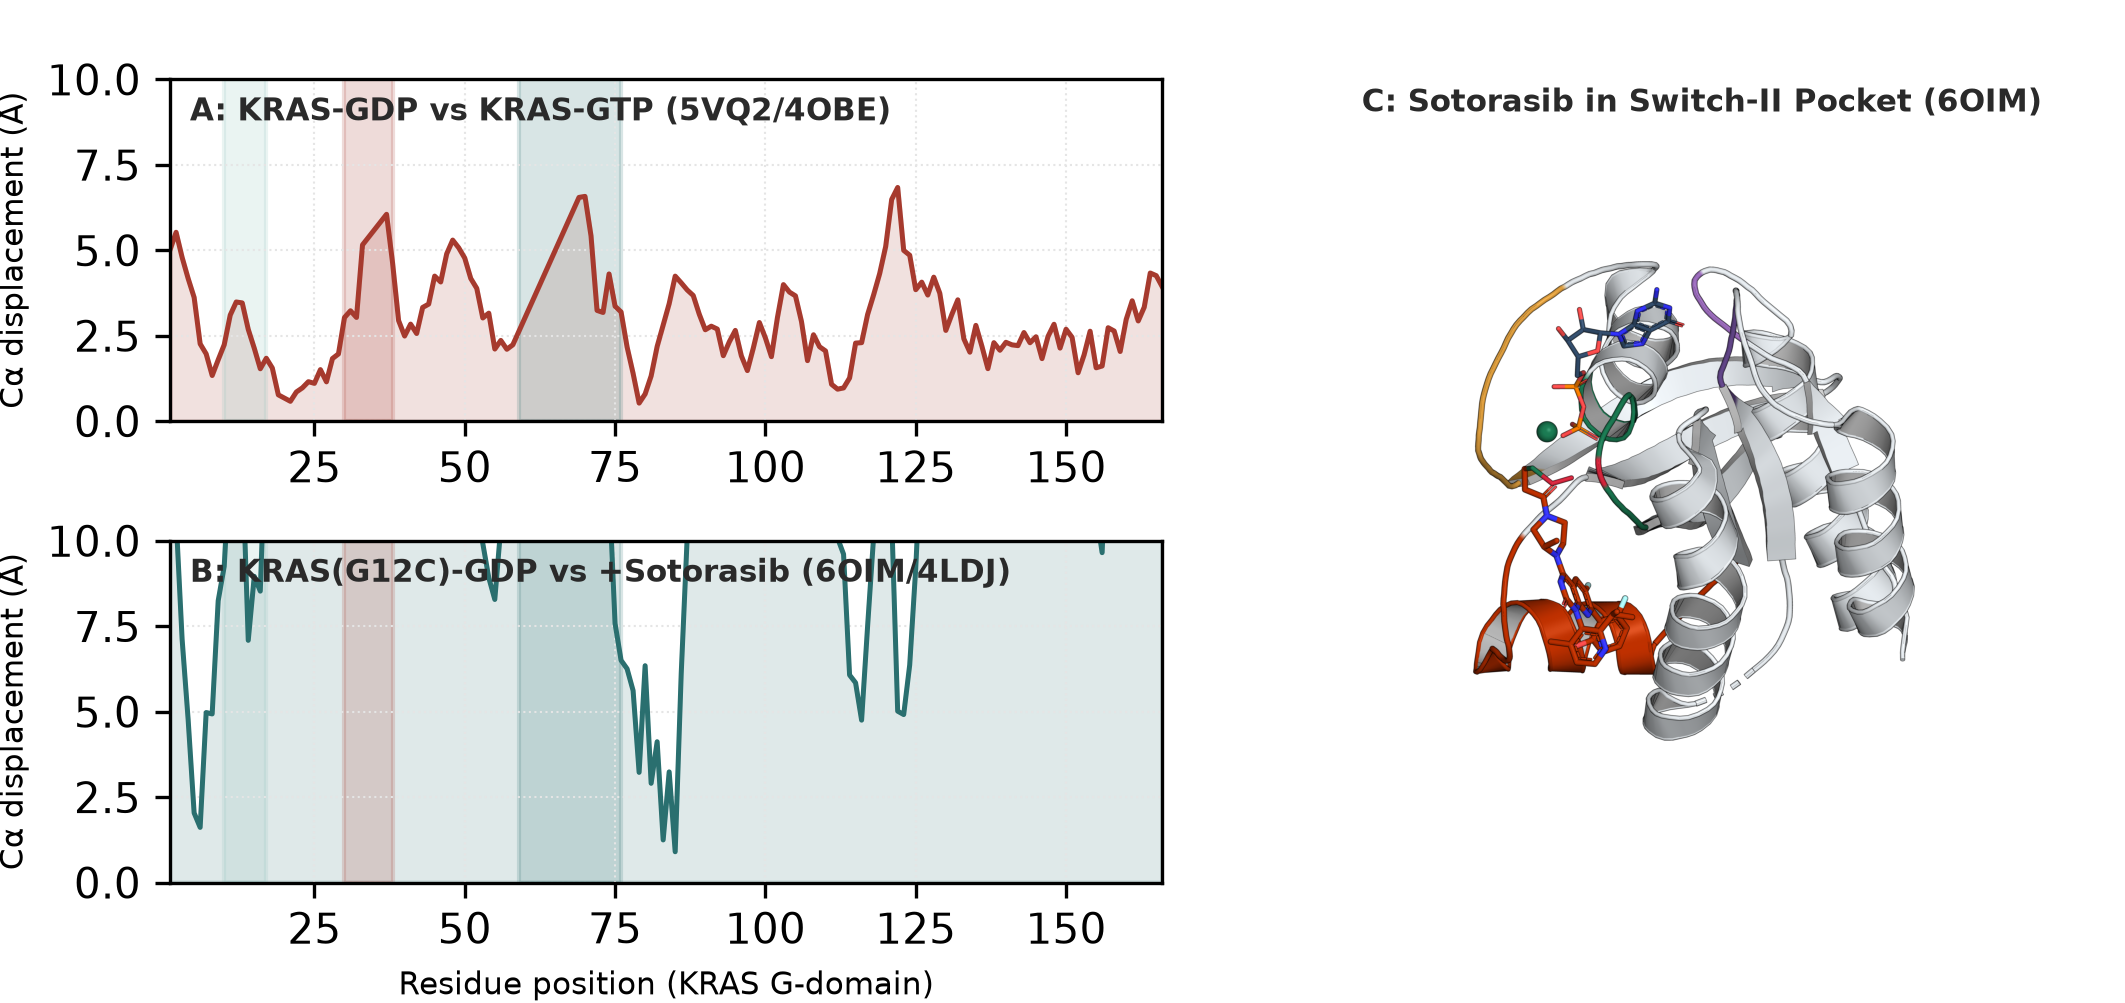 A: KRAS-GDP vs KRAS-GTP (5VQ2/4OBE)
Cα displacement (Å)
10.0
7.5
5.0
2.5
0.0
25 50 75 100 125 150
B: KRAS(G12C)-GDP vs +Sotorasib (6OIM/4LDJ)
Cα displacement (Å)
10.0
7.5
5.0
2.5
0.0
25 50 75 100 125 150
Residue position (KRAS G-domain)
C: Sotorasib in Switch-II Pocket (6OIM)